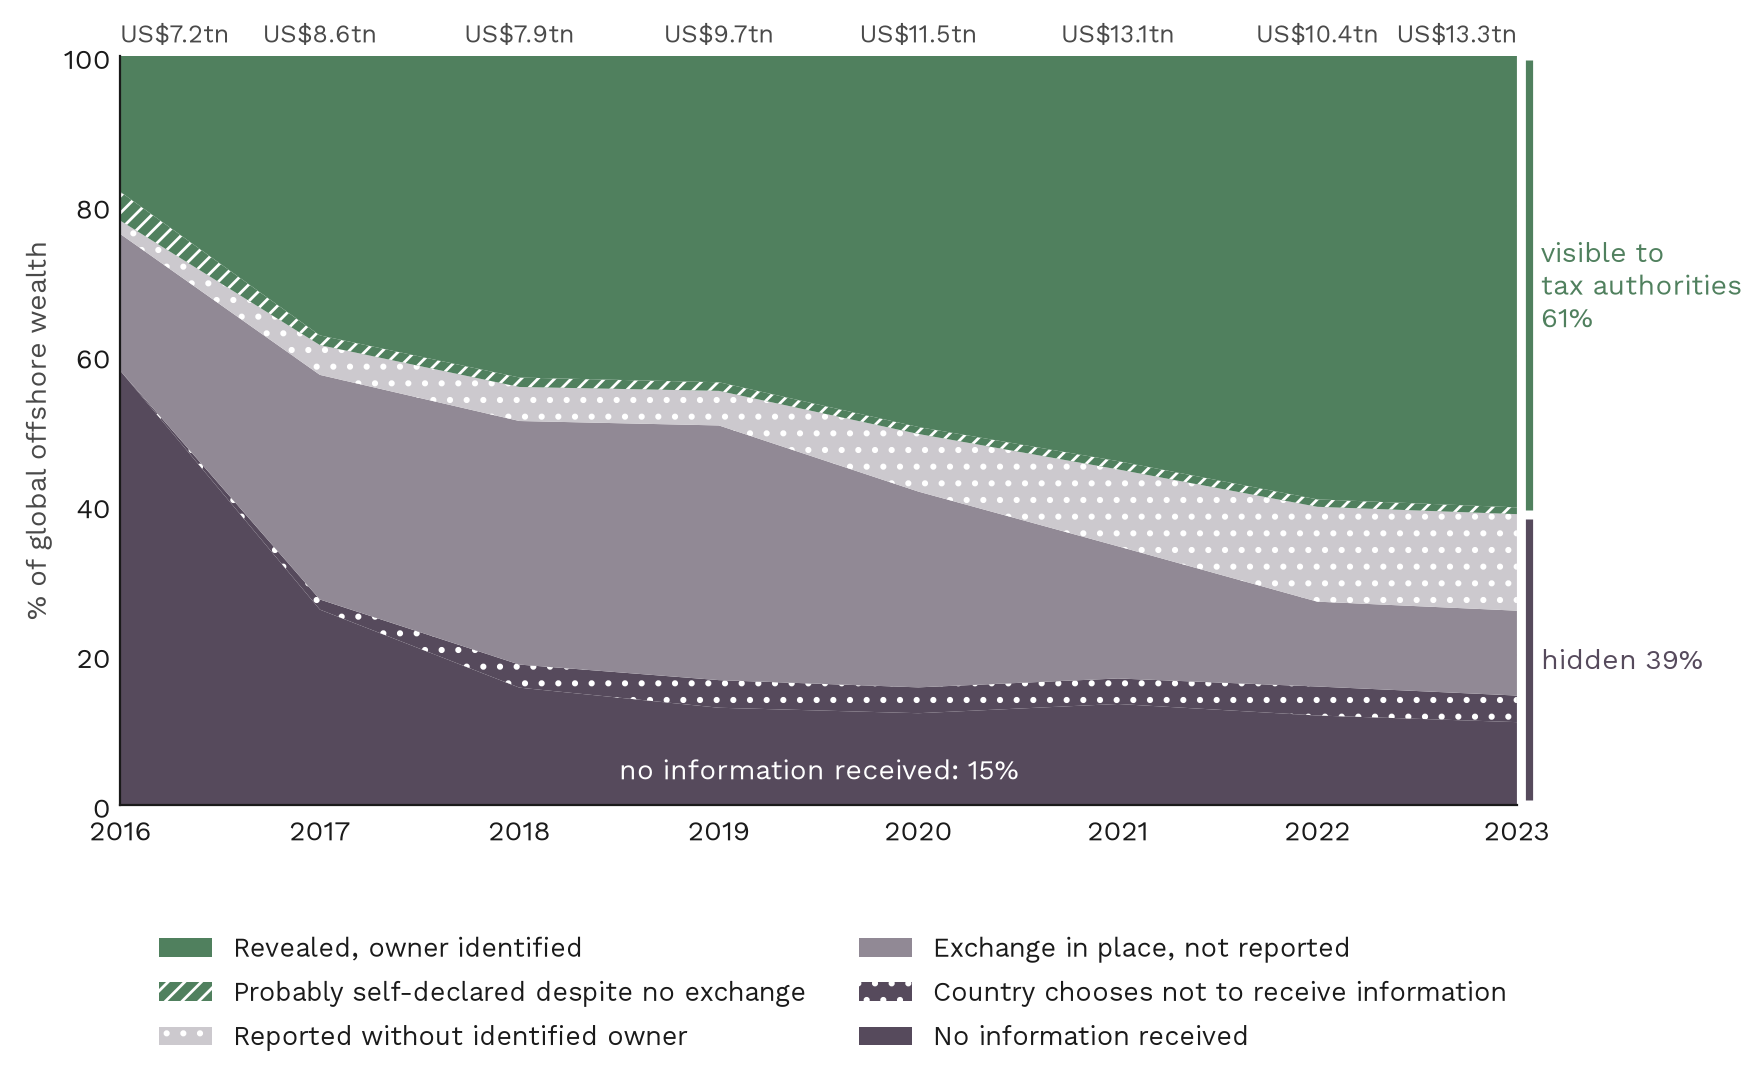 US$7.2tn US$8.6tn US$7.9tn US$9.7tn US$11.5tn US$13.1tn US$10.4tn US$13.3tn
100
80
60
40
20
0
% of global offshore wealth
visible to
tax authorities
61%
hidden 39%
no information received: 15%
2016 2017 2018 2019 2020 2021 2022 2023
Revealed, owner identified
Probably self-declared despite no exchange
Reported without identified owner
Exchange in place, not reported
Country chooses not to receive information
No information received